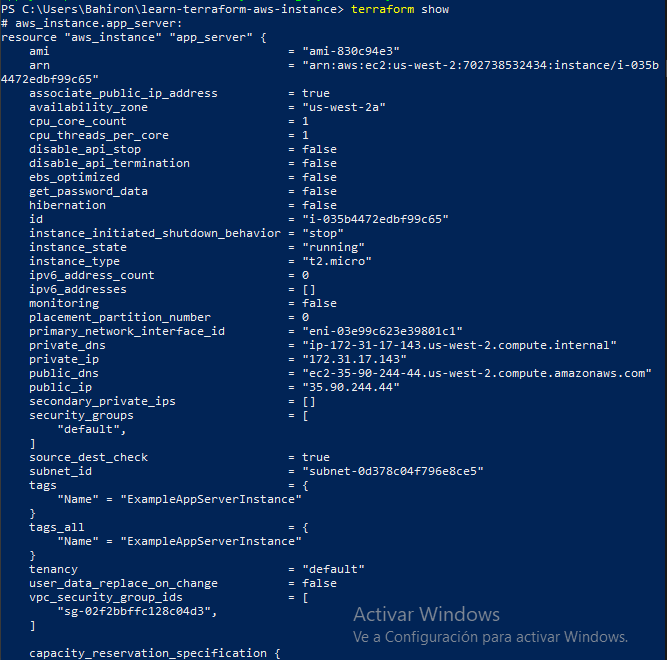 PS C:\Users\Bahiron\learn-terraform-aws-instance> terraform show
# aws_instance.app_server:
resource "aws_instance" "app_server" {
    ami                                  = "ami-830c94e3"
    arn                                  = "arn:aws:ec2:us-west-2:702738532434:instance/i-035b
4472edbf99c65"
    associate_public_ip_address          = true
    availability_zone                    = "us-west-2a"
    cpu_core_count                       = 1
    cpu_threads_per_core                 = 1
    disable_api_stop                     = false
    disable_api_termination              = false
    ebs_optimized                        = false
    get_password_data                    = false
    hibernation                          = false
    id                                   = "i-035b4472edbf99c65"
    instance_initiated_shutdown_behavior = "stop"
    instance_state                       = "running"
    instance_type                        = "t2.micro"
    ipv6_address_count                   = 0
    ipv6_addresses                       = []
    monitoring                           = false
    placement_partition_number           = 0
    primary_network_interface_id         = "eni-03e99c623e39801c1"
    private_dns                          = "ip-172-31-17-143.us-west-2.compute.internal"
    private_ip                           = "172.31.17.143"
    public_dns                           = "ec2-35-90-244-44.us-west-2.compute.amazonaws.com"
    public_ip                            = "35.90.244.44"
    secondary_private_ips                = []
    security_groups                      = [
        "default",
    ]
    source_dest_check                    = true
    subnet_id                            = "subnet-0d378c04f796e8ce5"
    tags                                 = {
        "Name" = "ExampleAppServerInstance"
    }
    tags_all                             = {
        "Name" = "ExampleAppServerInstance"
    }
    tenancy                              = "default"
    user_data_replace_on_change          = false
    vpc_security_group_ids               = [
        "sg-02f2bbffc128c04d3",
    ]
Activar Windows
Ve a Configuración para activar Windows.
    capacity_reservation_specification {